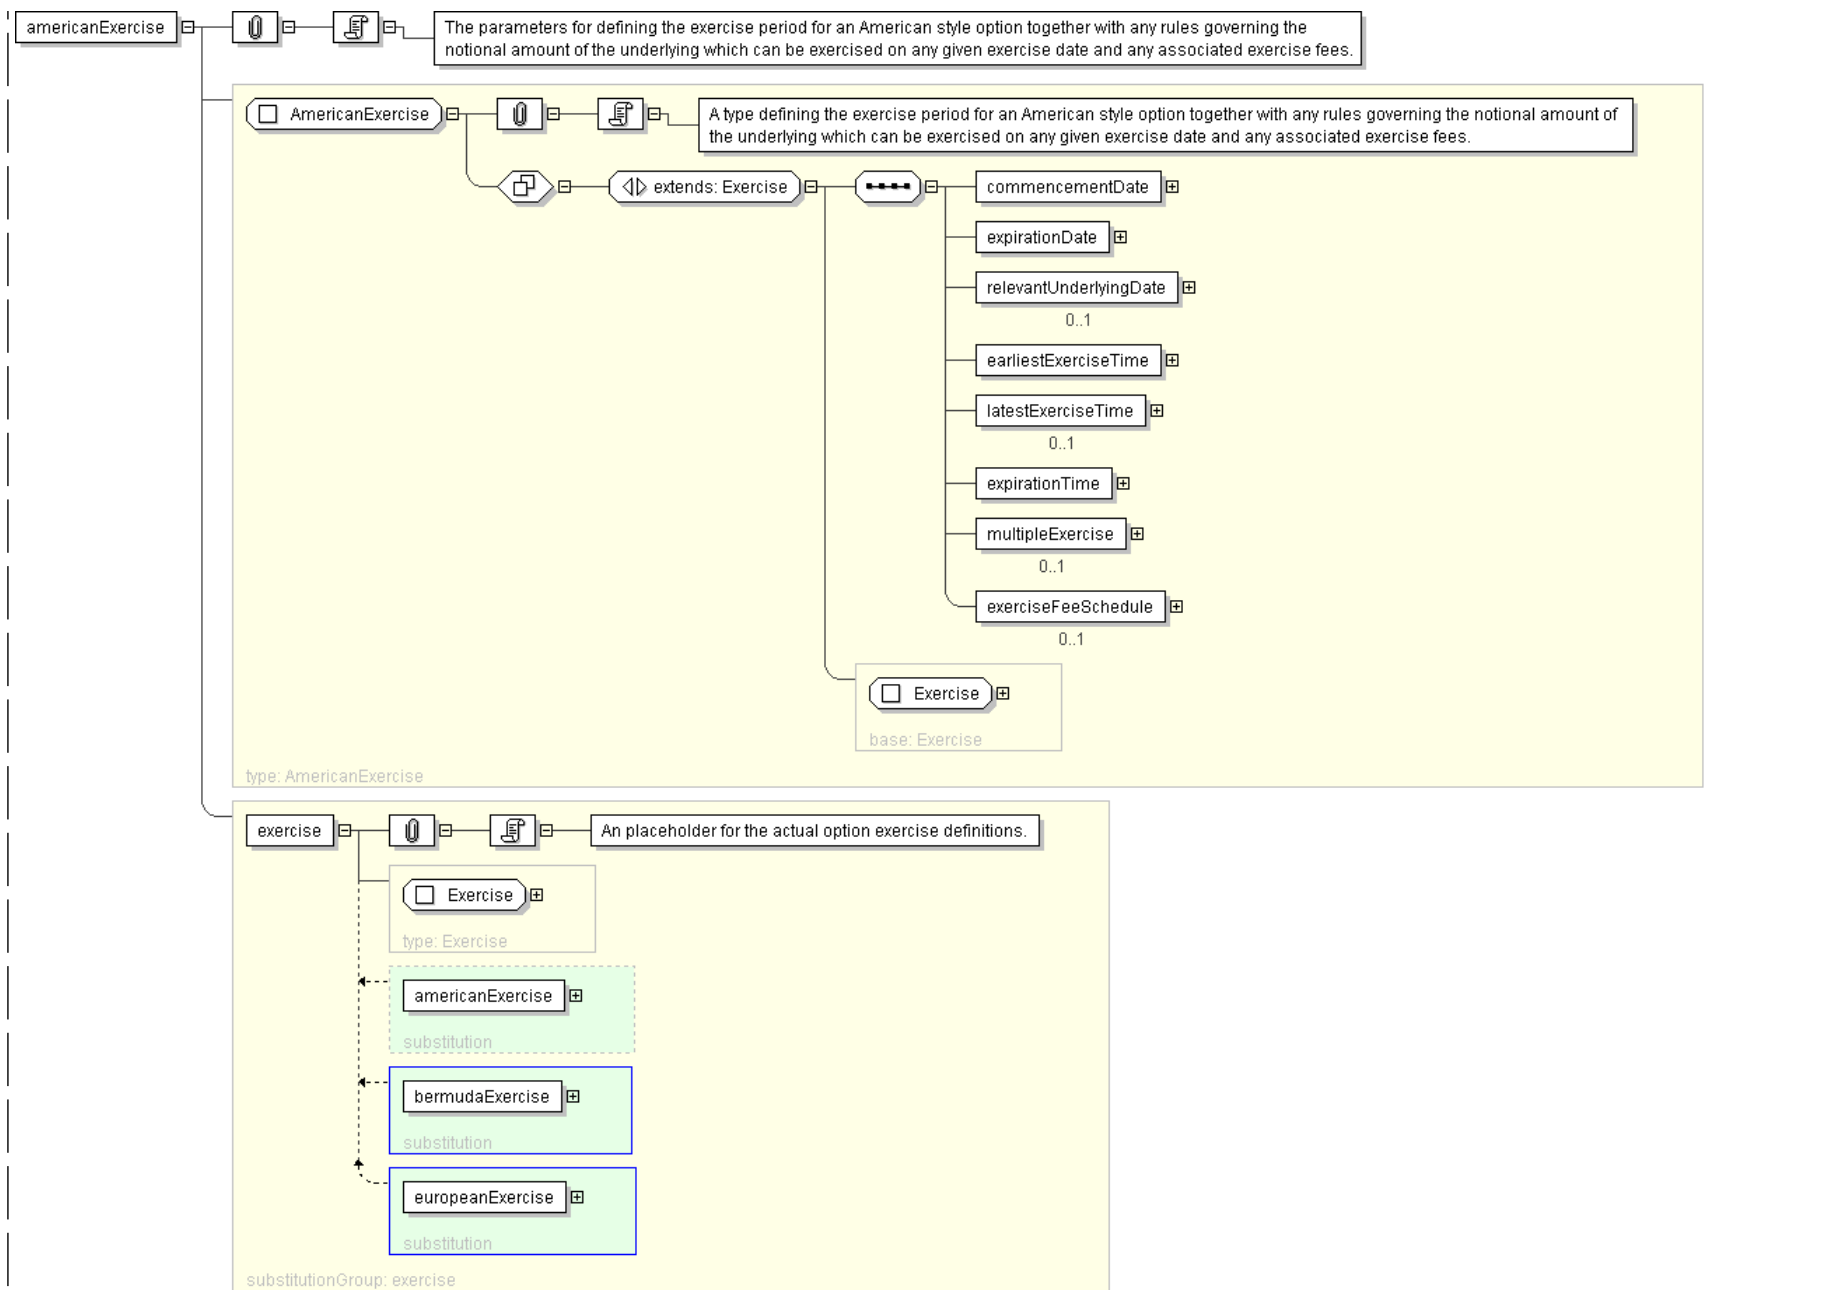 americanExercise
The parameters for defining the exercise period for an American style option together with any rules governing the
notional amount of the underlying which can be exercised on any given exercise date and any associated exercise fees.
AmericanExercise
A type defining the exercise period for an American style option together with any rules governing the notional amount of
the underlying which can be exercised on any given exercise date and any associated exercise fees.
extends: Exercise
commencementDate
expirationDate
relevantUnderlyingDate
0..1
earliestExerciseTime
latestExerciseTime
0..1
expirationTime
multipleExercise
0..1
exerciseFeeSchedule
0..1
Exercise
base: Exercise
type: AmericanExercise
exercise
An placeholder for the actual option exercise definitions.
Exercise
type: Exercise
americanExercise
substitution
bermudaExercise
substitution
europeanExercise
substitution
substitutionGroup: exercise